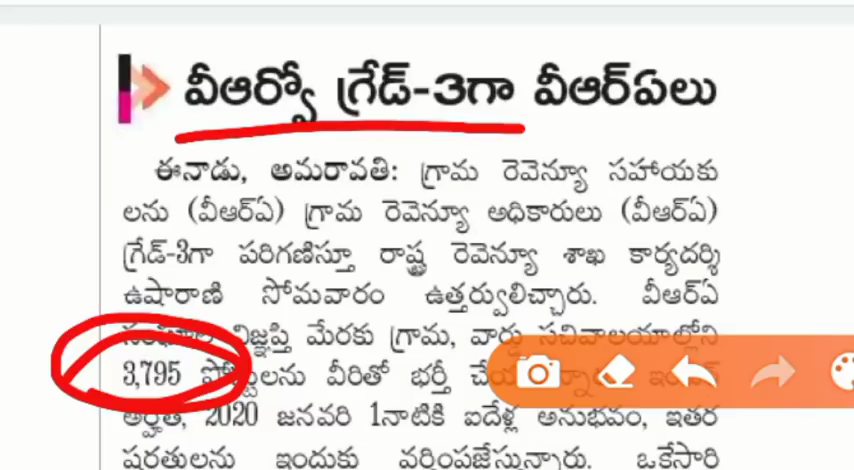 వీఆర్వో గ్రేడ్-3గా వీఆర్ఏలు
ఈనాడు, అమరావతి: గ్రామ రెవెన్యూ సహాయకు
లను (వీఆర్ఏ) గ్రామ రెవెన్యూ అధికారులు (వీఆర్ఏ)
గ్రేడ్-3గా పరిగణిస్తూ రాష్ట్ర రెవెన్యూ శాఖ కార్యదర్శి
ఉషారాణి సోమవారం ఉత్తర్వులిచ్చారు. వీఆర్ఏ
విజ్ఞప్తి మేరకు గ్రామ, వార్డు సచివాలయాల్లోని
3,795 పోస్టులను వీరితో భర్తీ
అర్హత, 2020 జనవరి 1నాటికి ఐదేళ్ల అనుభవం, ఇతర
షరతులను ఇందుకు వర్తింపజేస్తున్నారు. ఒకేసారి